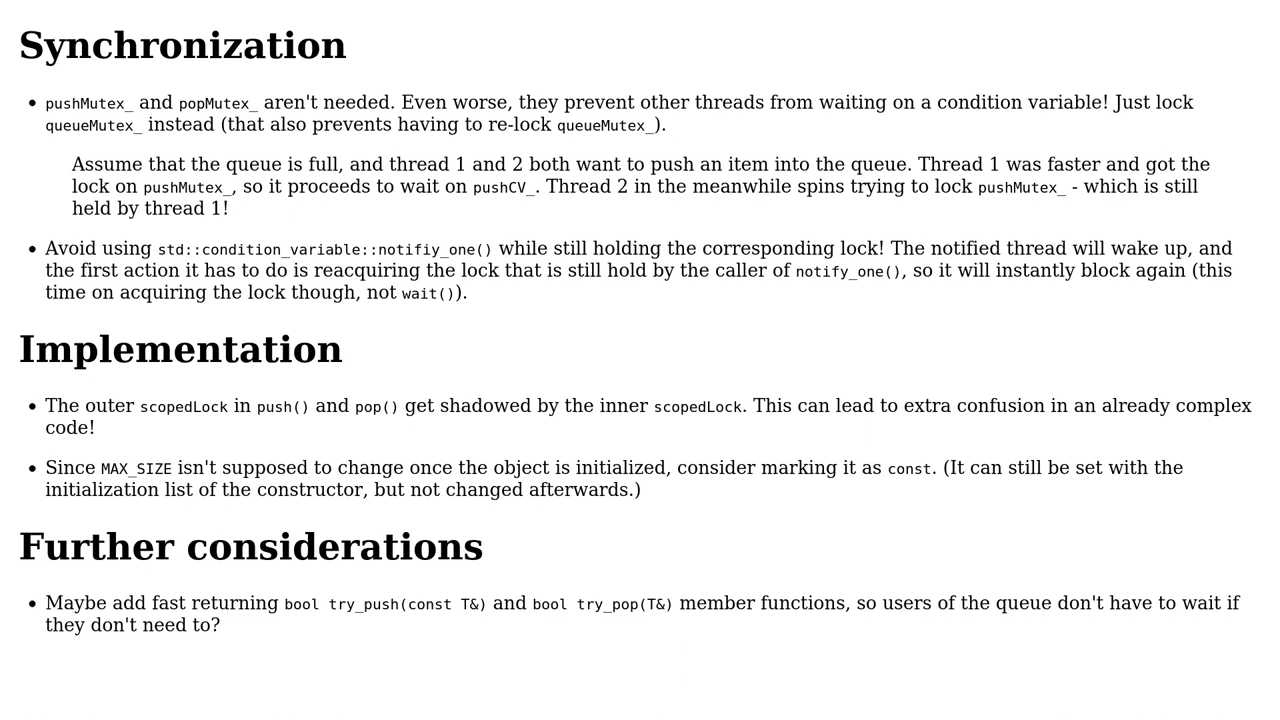 Synchronization
• pushMutex_ and popMutex_ aren't needed. Even worse, they prevent other threads from waiting on a condition variable! Just lock
queueMutex_ instead (that also prevents having to re-lock queueMutex_).
Assume that the queue is full, and thread 1 and 2 both want to push an item into the queue. Thread 1 was faster and got the
lock on pushMutex_, so it proceeds to wait on pushCV_. Thread 2 in the meanwhile spins trying to lock pushMutex_ - which is still
held by thread 1!
• Avoid using std::condition_variable::notifiy_one() while still holding the corresponding lock! The notified thread will wake up, and
the first action it has to do is reacquiring the lock that is still hold by the caller of notify_one(), so it will instantly block again (this
time on acquiring the lock though, not wait()).
Implementation
• The outer scopedLock in push() and pop() get shadowed by the inner scopedLock. This can lead to extra confusion in an already complex
code!
• Since MAX_SIZE isn't supposed to change once the object is initialized, consider marking it as const. (It can still be set with the
initialization list of the constructor, but not changed afterwards.)
Further considerations
• Maybe add fast returning bool try_push(const T&) and bool try_pop(T&) member functions, so users of the queue don't have to wait if
they don't need to?